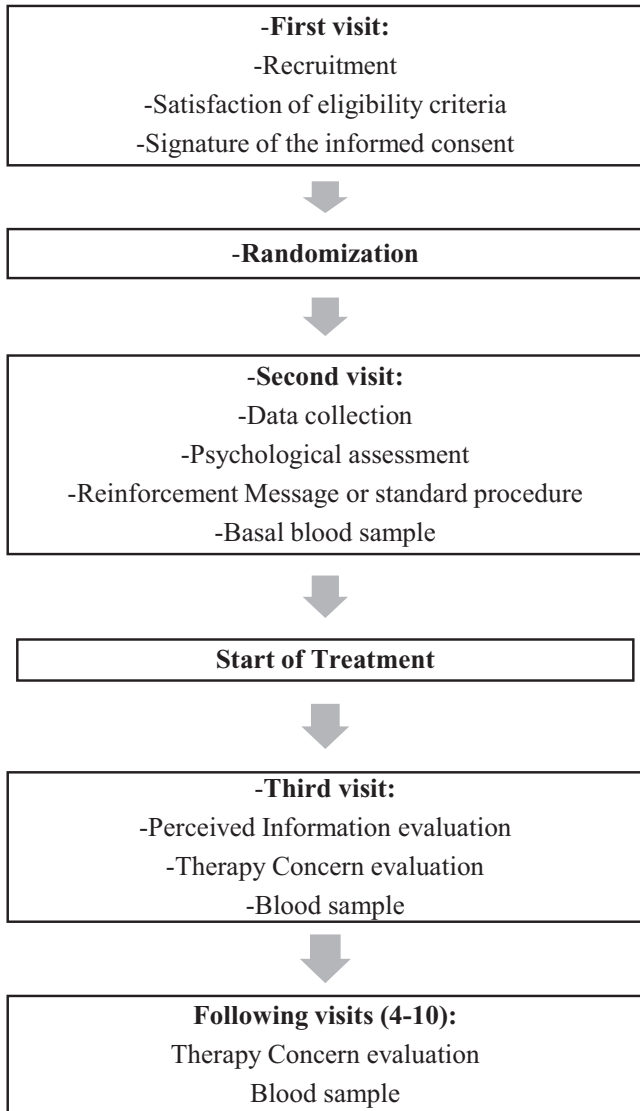 -First visit:
-Recruitment
-Satisfaction of eligibility criteria
-Signature of the informed consent
-Randomization
-Second visit:
-Data collection
-Psychological assessment
-Reinforcement Message or standard procedure
-Basal blood sample
Start of Treatment
-Third visit:
-Perceived Information evaluation
-Therapy Concern evaluation
-Blood sample
Following visits (4-10):
Therapy Concern evaluation
Blood sample